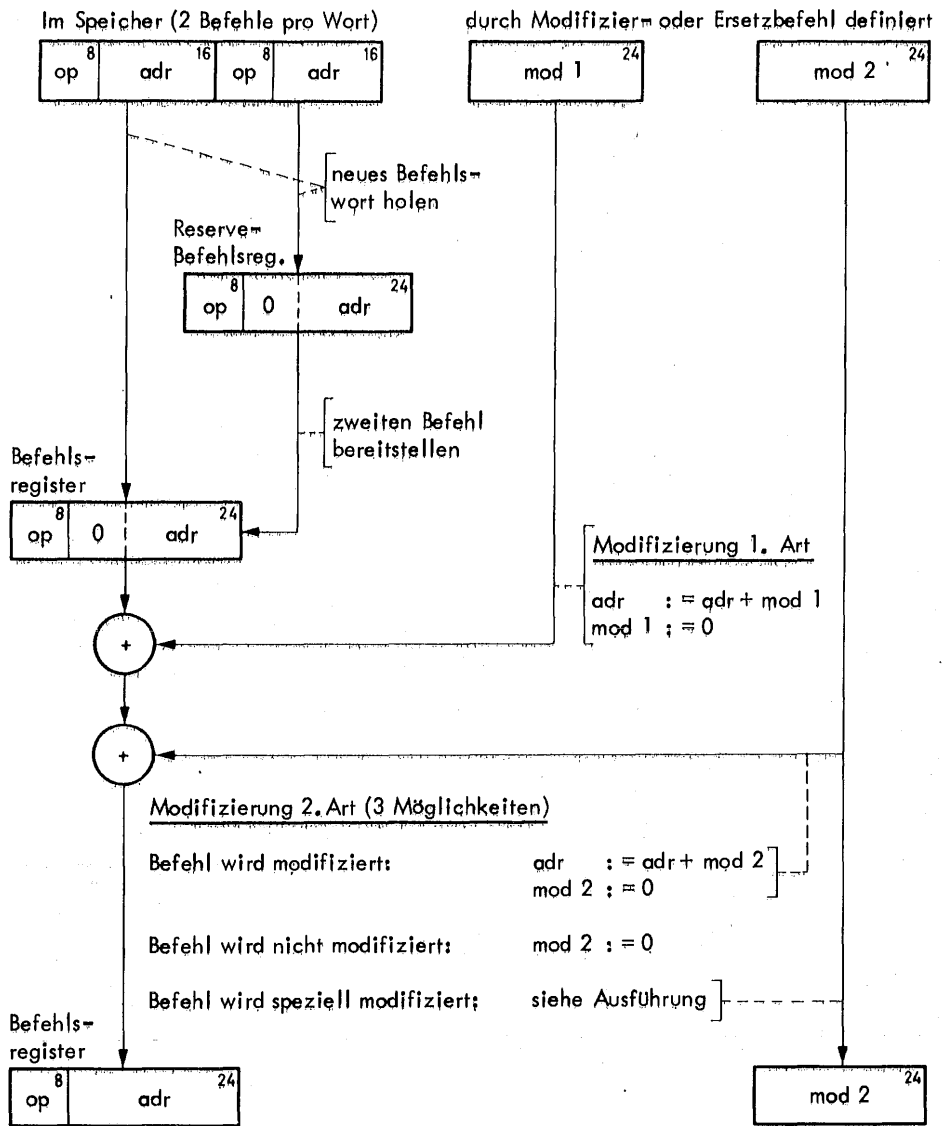 Im Speicher (2 Befehle pro Wort)
durch Modifizier= oder Ersetzbefehl definiert
op 8 adr 16 op 8 adr 16
mod 1 24
mod 2 24
neues Befehls=
wort holen
Reserve=
Befehlsreg.
op 8 0 adr 24
zweiten Befehl
bereitstellen
Befehls=
register
op 8 0 adr 24
Modifizierung 1. Art
adr := adr + mod 1
mod 1 := 0
+
+
Modifizierung 2. Art (3 Möglichkeiten)
Befehl wird modifiziert: adr := adr + mod 2
mod 2 := 0
Befehl wird nicht modifiziert: mod 2 := 0
Befehl wird speziell modifiziert: siehe Ausführung
Befehls=
register
op 8 adr 24
mod 2 24